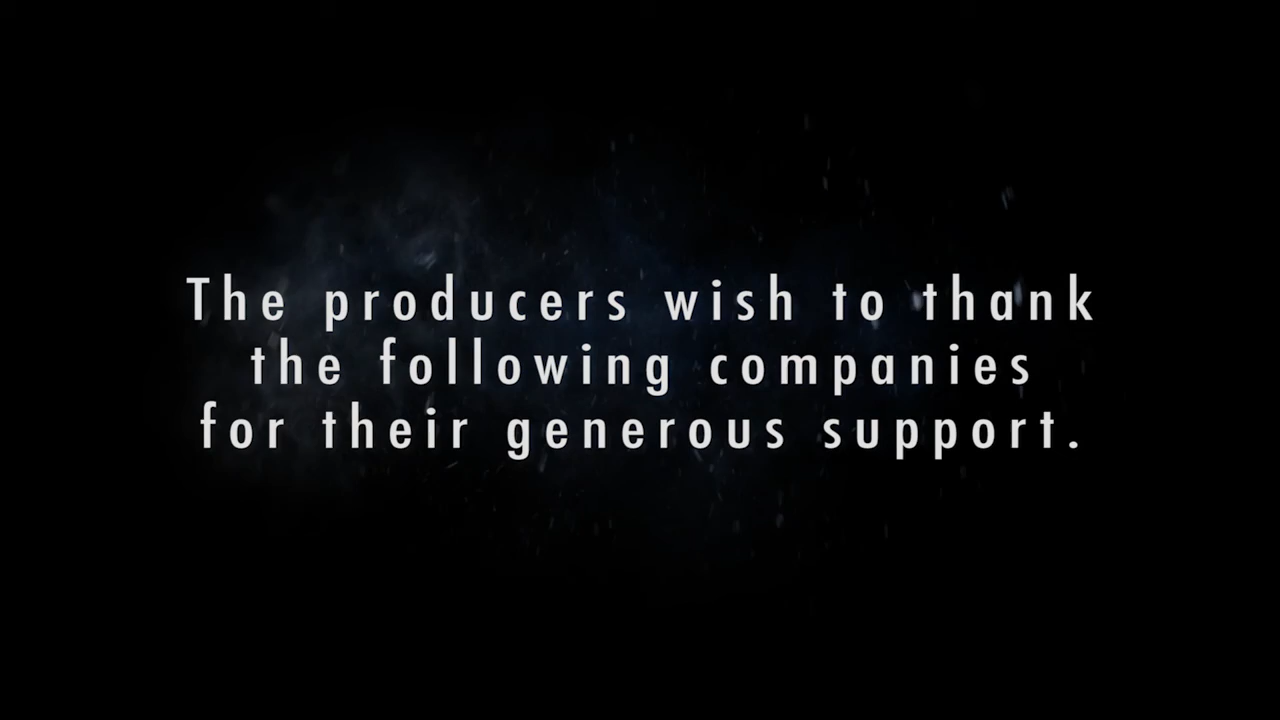 The producers wish to thank
the following companies
for their generous support.